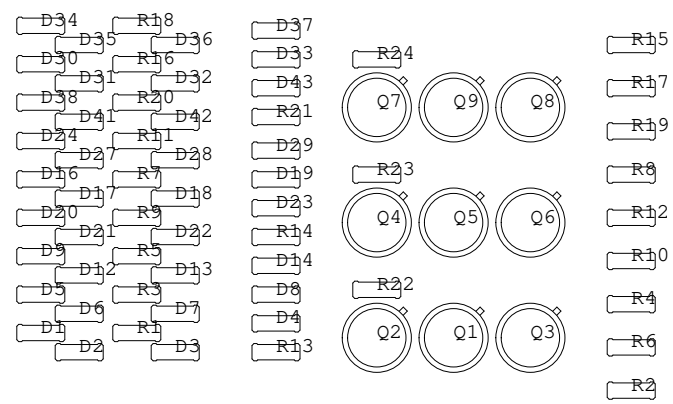 D34 R18 D37
D35 D36 R15
D30 R16 D33 R24
D31 D32 D43 R17
D38 R20 Q7 Q9 Q8
D41 D42 R21
D24 R11 R19
D27 D28 D29
D16 R7 D19 R23 R8
D17 D18
D20 R9 D23 Q4 Q5 Q6 R12
D21 D22 R14
D9 R5 D14 R10
D12 D13
D5 R3 D8 R22 R4
D6 D7 D4
D1 R1 Q2 Q1 Q3
D2 D3 R13 R6
R2